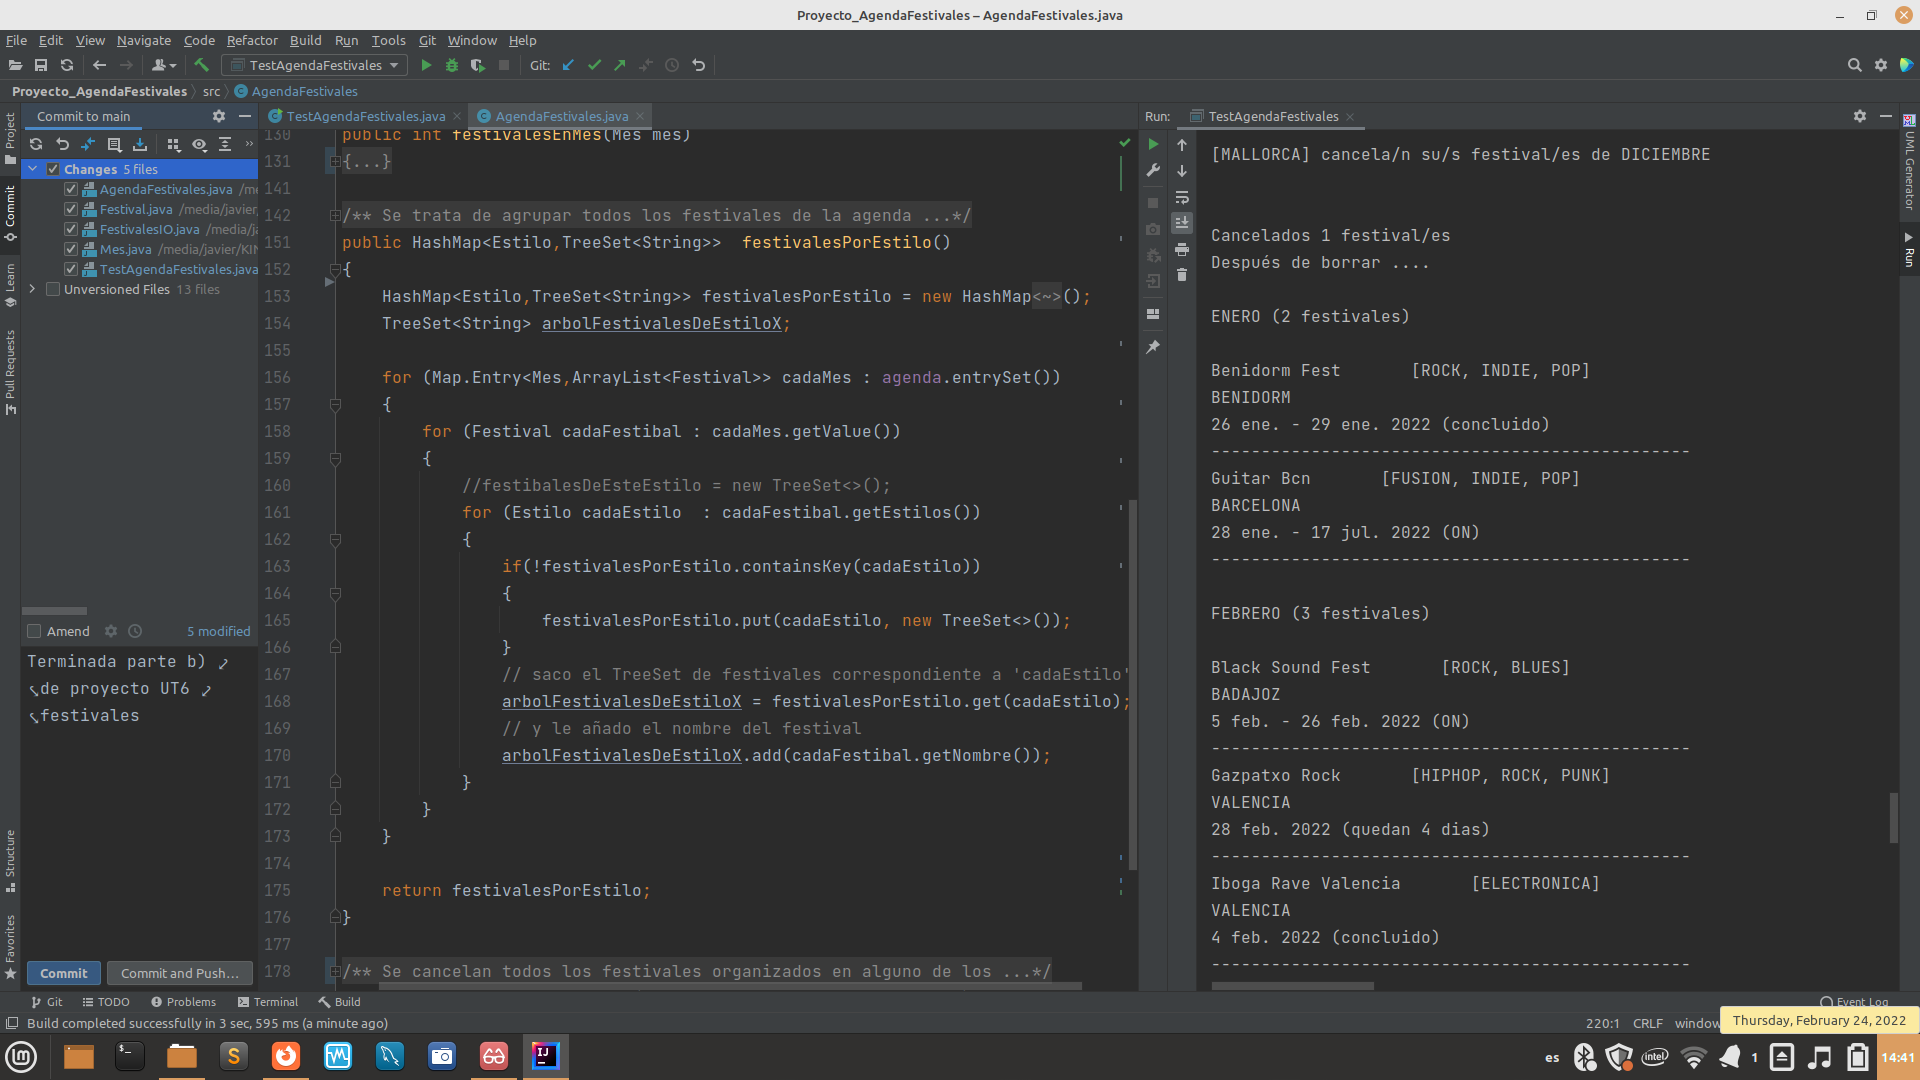 Proyecto_AgendaFestivales – AgendaFestivales.java
File Edit View Navigate Code Refactor Build Run Tools Git Window Help
TestAgendaFestivales Git:
Proyecto_AgendaFestivales src AgendaFestivales
Project
Commit
Learn
Pull Requests
Structure
Favorites
Commit to main
Changes 5 files
AgendaFestivales.java
Festival.java /media/javier
FestivalesIO.java /media/j
Mes.java /media/javier/KIN
TestAgendaFestivales.java
Unversioned Files 13 files
Amend 5 modified
Terminada parte b)
de proyecto UT6
festivales
Commit Commit and Push...
TestAgendaFestivales.java AgendaFestivales.java
130 public int festivalesEnMes(Mes mes)
131 {...}
141
142 /** Se trata de agrupar todos los festivales de la agenda ...*/
151 public HashMap<Estilo,TreeSet<String>> festivalesPorEstilo()
152 {
153 HashMap<Estilo,TreeSet<String>> festivalesPorEstilo = new HashMap<~>();
154 TreeSet<String> arbolFestivalesDeEstiloX;
155
156 for (Map.Entry<Mes,ArrayList<Festival>> cadaMes : agenda.entrySet())
157 {
158 for (Festival cadaFestibal : cadaMes.getValue())
159 {
160 //festibalesDeEsteEstilo = new TreeSet<>();
161 for (Estilo cadaEstilo : cadaFestibal.getEstilos())
162 {
163 if(!festivalesPorEstilo.containsKey(cadaEstilo))
164 {
165 festivalesPorEstilo.put(cadaEstilo, new TreeSet<>());
166 }
167 // saco el TreeSet de festivales correspondiente a 'cadaEstilo'
168 arbolFestivalesDeEstiloX = festivalesPorEstilo.get(cadaEstilo);
169 // y le añado el nombre del festival
170 arbolFestivalesDeEstiloX.add(cadaFestibal.getNombre());
171 }
172 }
173 }
174
175 return festivalesPorEstilo;
176 }
177
178 /** Se cancelan todos los festivales organizados en alguno de los ...*/
Run: TestAgendaFestivales
[MALLORCA] cancela/n su/s festival/es de DICIEMBRE
Cancelados 1 festival/es
Después de borrar ....
ENERO (2 festivales)
Benidorm Fest [ROCK, INDIE, POP]
BENIDORM
26 ene. - 29 ene. 2022 (concluido)
------------------------------------------------
Guitar Bcn [FUSION, INDIE, POP]
BARCELONA
28 ene. - 17 jul. 2022 (ON)
------------------------------------------------
FEBRERO (3 festivales)
Black Sound Fest [ROCK, BLUES]
BADAJOZ
5 feb. - 26 feb. 2022 (ON)
------------------------------------------------
Gazpatxo Rock [HIPHOP, ROCK, PUNK]
VALENCIA
28 feb. 2022 (quedan 4 dias)
------------------------------------------------
Iboga Rave Valencia [ELECTRONICA]
VALENCIA
4 feb. 2022 (concluido)
------------------------------------------------
UML Generator
Run
Git TODO Problems Terminal Build Event Log
Build completed successfully in 3 sec, 595 ms (a minute ago) 220:1 CRLF window
Thursday, February 24, 2022
es intel 1 14:41